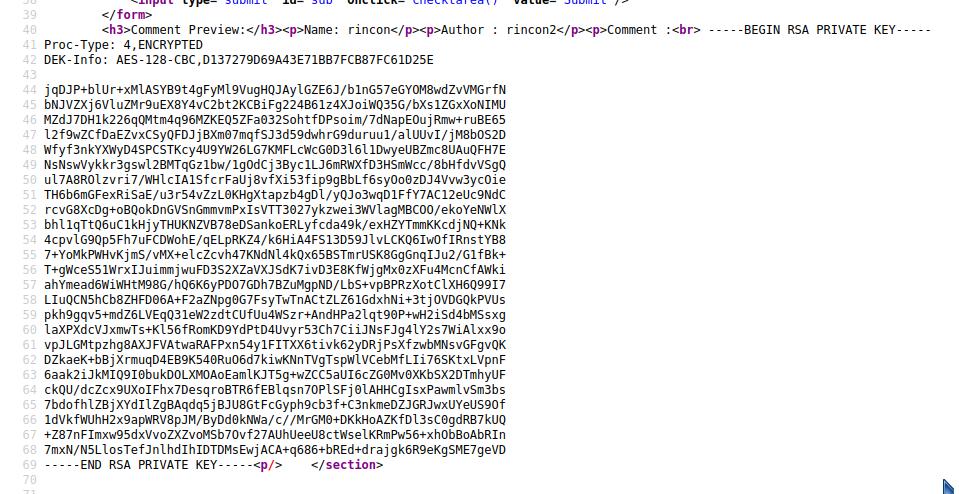 38 <input type="submit" id="sub" onclick="checktarea()" value="Submit"/>
39 </form>
40 <h3>Comment Preview:</h3><p>Name: rincon</p><p>Author : rincon2</p><p>Comment :<br> -----BEGIN RSA PRIVATE KEY-----
41 Proc-Type: 4,ENCRYPTED
42 DEK-Info: AES-128-CBC,D137279D69A43E71BB7FCB87FC61D25E
43
44 jqDJP+blUr+xMlASYB9t4gFyMl9VugHQJAylGZE6J/b1nG57eGYOM8wdZvVMGrfN
45 bNJVZXj6VluZMr9uEX8Y4vC2bt2KCBiFg224B61z4XJoiWQ35G/bXs1ZGxXoNIMU
46 MZdJ7DH1k226qQMtm4q96MZKEQ5ZFa032SohtfDPsoim/7dNapEOujRmw+ruBE65
47 l2f9wZCfDaEZvxCSyQFDJjBXm07mqfSJ3d59dwhrG9duruu1/alUUvI/jM8bOS2D
48 Wfyf3nkYXWyD4SPCSTKcy4U9YW26LG7KMFLcWcG0D3l6l1DwyeUBZmc8UAuQFH7E
49 NsNswVykkr3gswl2BMTqGz1bw/1gOdCj3Byc1LJ6mRWXfD3HSmWcc/8bHfdvVSgQ
50 ul7A8ROlzvri7/WHlcIA1SfcrFaUj8vfXi53fip9gBbLf6syOo0zDJ4Vvw3ycOie
51 TH6b6mGFexRiSaE/u3r54vZzL0KHgXtapzb4gDl/yQJo3wqD1FfY7AC12eUc9NdC
52 rcvG8XcDg+oBQokDnGVSnGmmvmPxIsVTT3027ykzwei3WVlagMBCOO/ekoYeNWlX
53 bhl1qTtQ6uC1kHjyTHUKNZVB78eDSankoERLyfcda49k/exHZYTmmKKcdjNQ+KNk
54 4cpvlG9Qp5Fh7uFCDWohE/qELpRKZ4/k6HiA4FS13D59JlvLCKQ6IwOfIRnstYB8
55 7+YoMkPWHvKjmS/vMX+elcZcvh47KNdNl4kQx65BSTmrUSK8GgGnqIJu2/G1fBk+
56 T+gWceS51WrxIJuimmjwuFD3S2XZaVXJSdK7ivD3E8KfWjgMx0zXFu4McnCfAWki
57 ahYmead6WiWHtM98G/hQ6K6yPDO7GDh7BZuMgpND/LbS+vpBPRzXotClXH6Q99I7
58 LIuQCN5hCb8ZHFD06A+F2aZNpg0G7FsyTwTnACtZLZ61GdxhNi+3tjOVDGQkPVUs
59 pkh9gqv5+mdZ6LVEqQ31eW2zdtCUfUu4WSzr+AndHPa2lqt90P+wH2iSd4bMSsxg
60 laXPXdcVJxmwTs+Kl56fRomKD9YdPtD4Uvyr53Ch7CiiJNsFJg4lY2s7WiAlxx9o
61 vpJLGMtpzhg8AXJFVAtwaRAFPxn54y1FITXX6tivk62yDRjPsXfzwbMNsvGFgvQK
62 DZkaeK+bBjXrmuqD4EB9K540RuO6d7kiwKNnTVgTspWlVCebMfLIi76SKtxLVpnF
63 6aak2iJkMIQ9I0bukDOLXMOAoEamlKJT5g+wZCC5aUI6cZG0Mv0XKbSX2DTmhyUF
64 ckQU/dcZcx9UXoIFhx7DesqroBTR6fEBlqsn7OPlSFj0lAHHCgIsxPawmlvSm3bs
65 7bdofhlZBjXYdIlZgBAqdq5jBJU8GtFcGyph9cb3f+C3nkmeDZJGRJwxUYeUS9Of
66 1dVkfWUhH2x9apWRV8pJM/ByDd0kNWa/c//MrGM0+DKkHoAZKfDl3sC0gdRB7kUQ
67 +Z87nFImxw95dxVvoZXZvoMSb7Ovf27AUhUeeU8ctWselKRmPw56+xhObBoAbRIn
68 7mxN/N5LlosTefJnlhdIhIDTDMsEwjACA+q686+bREd+drajgk6R9eKgSME7geVD
69 -----END RSA PRIVATE KEY-----<p/> </section>
70
71